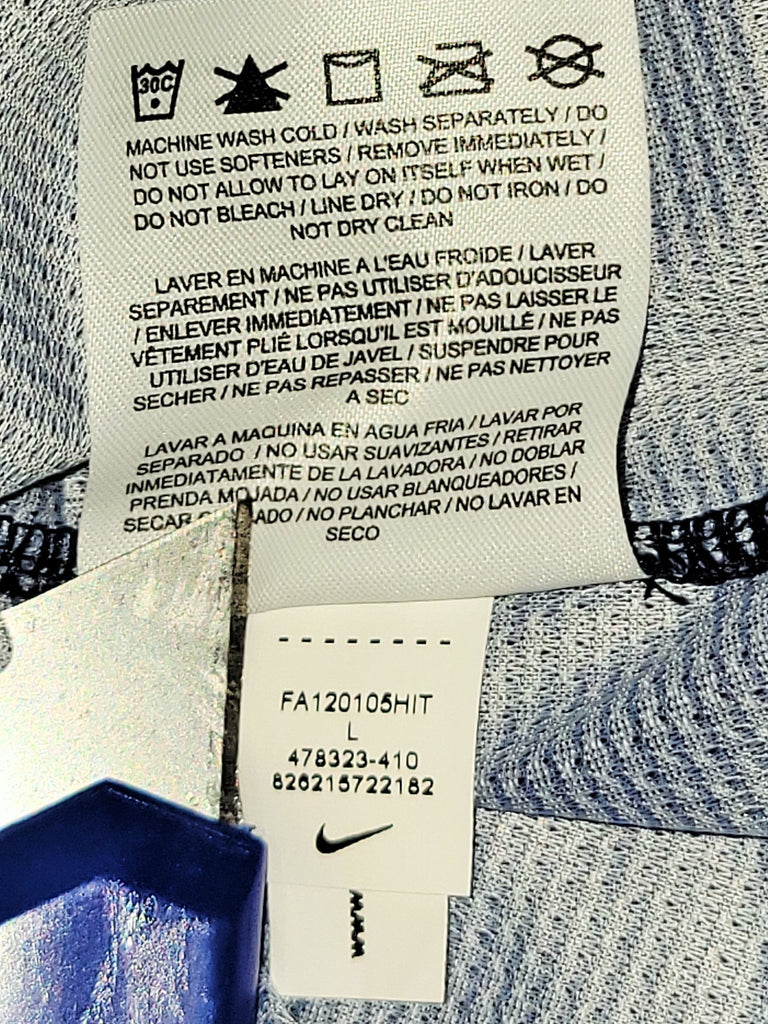 30C
MACHINE WASH COLD / WASH SEPARATELY / DO
NOT USE SOFTENERS / REMOVE IMMEDIATELY /
DO NOT ALLOW TO LAY ON ITSELF WHEN WET /
DO NOT BLEACH / LINE DRY / DO NOT IRON / DO
NOT DRY CLEAN
LAVER EN MACHINE A L'EAU FROIDE / LAVER
SEPAREMENT / NE PAS UTILISER D'ADOUCISSEUR
/ ENLEVER IMMEDIATEMENT / NE PAS LAISSER LE
VÊTEMENT PLIÉ LORSQU'IL EST MOUILLÉ / NE PAS
UTILISER D'EAU DE JAVEL / SUSPENDRE POUR
SECHER / NE PAS REPASSER / NE PAS NETTOYER
A SEC
LAVAR A MAQUINA EN AGUA FRIA / LAVAR POR
SEPARADO / NO USAR SUAVIZANTES / RETIRAR
INMEDIATAMENTE DE LA LAVADORA / NO DOBLAR
PRENDA MOJADA / NO USAR BLANQUEADORES /
SECAR ADO / NO PLANCHAR / NO LAVAR EN
SECO
FA120105HIT
L
478323-410
826215722182